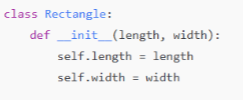 class Rectangle:
    def __init__(length, width):
        self.length = length
        self.width = width